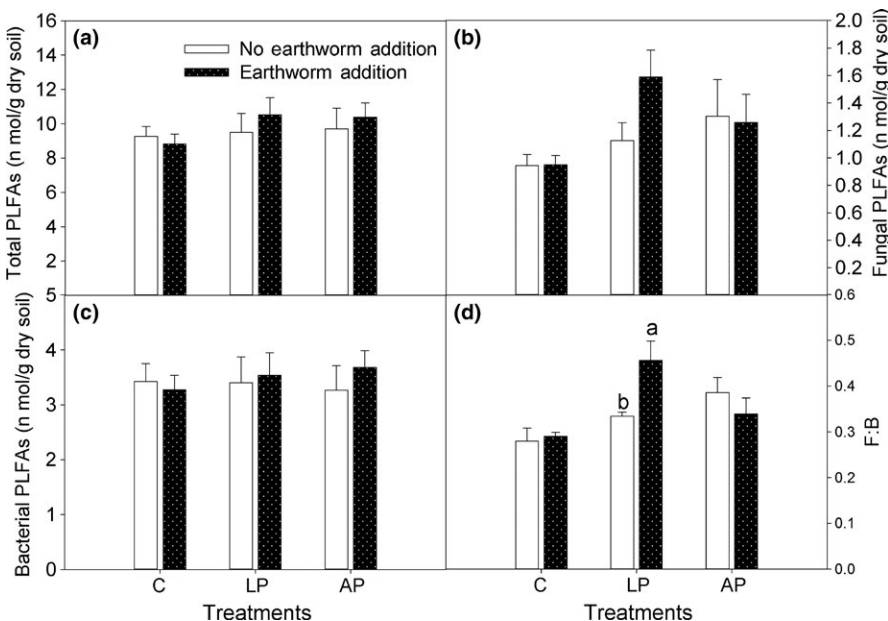 (a)
No earthworm addition
Earthworm addition
Total PLFAs (n mol/g dry soil)
16
14
12
10
8
6
4
2
5
(b)
2.0
1.8
1.6
1.4
1.2
1.0
0.8
0.6
0.4
0.2
0.6
Fungal PLFAs (n mol/g dry soil)
(c)
Bacterial PLFAs (n mol/g dry soil)
4
3
2
1
0
C LP AP
Treatments
(d)
a
b
0.5
0.4
0.3
0.2
0.1
0.0
F:B
C LP AP
Treatments